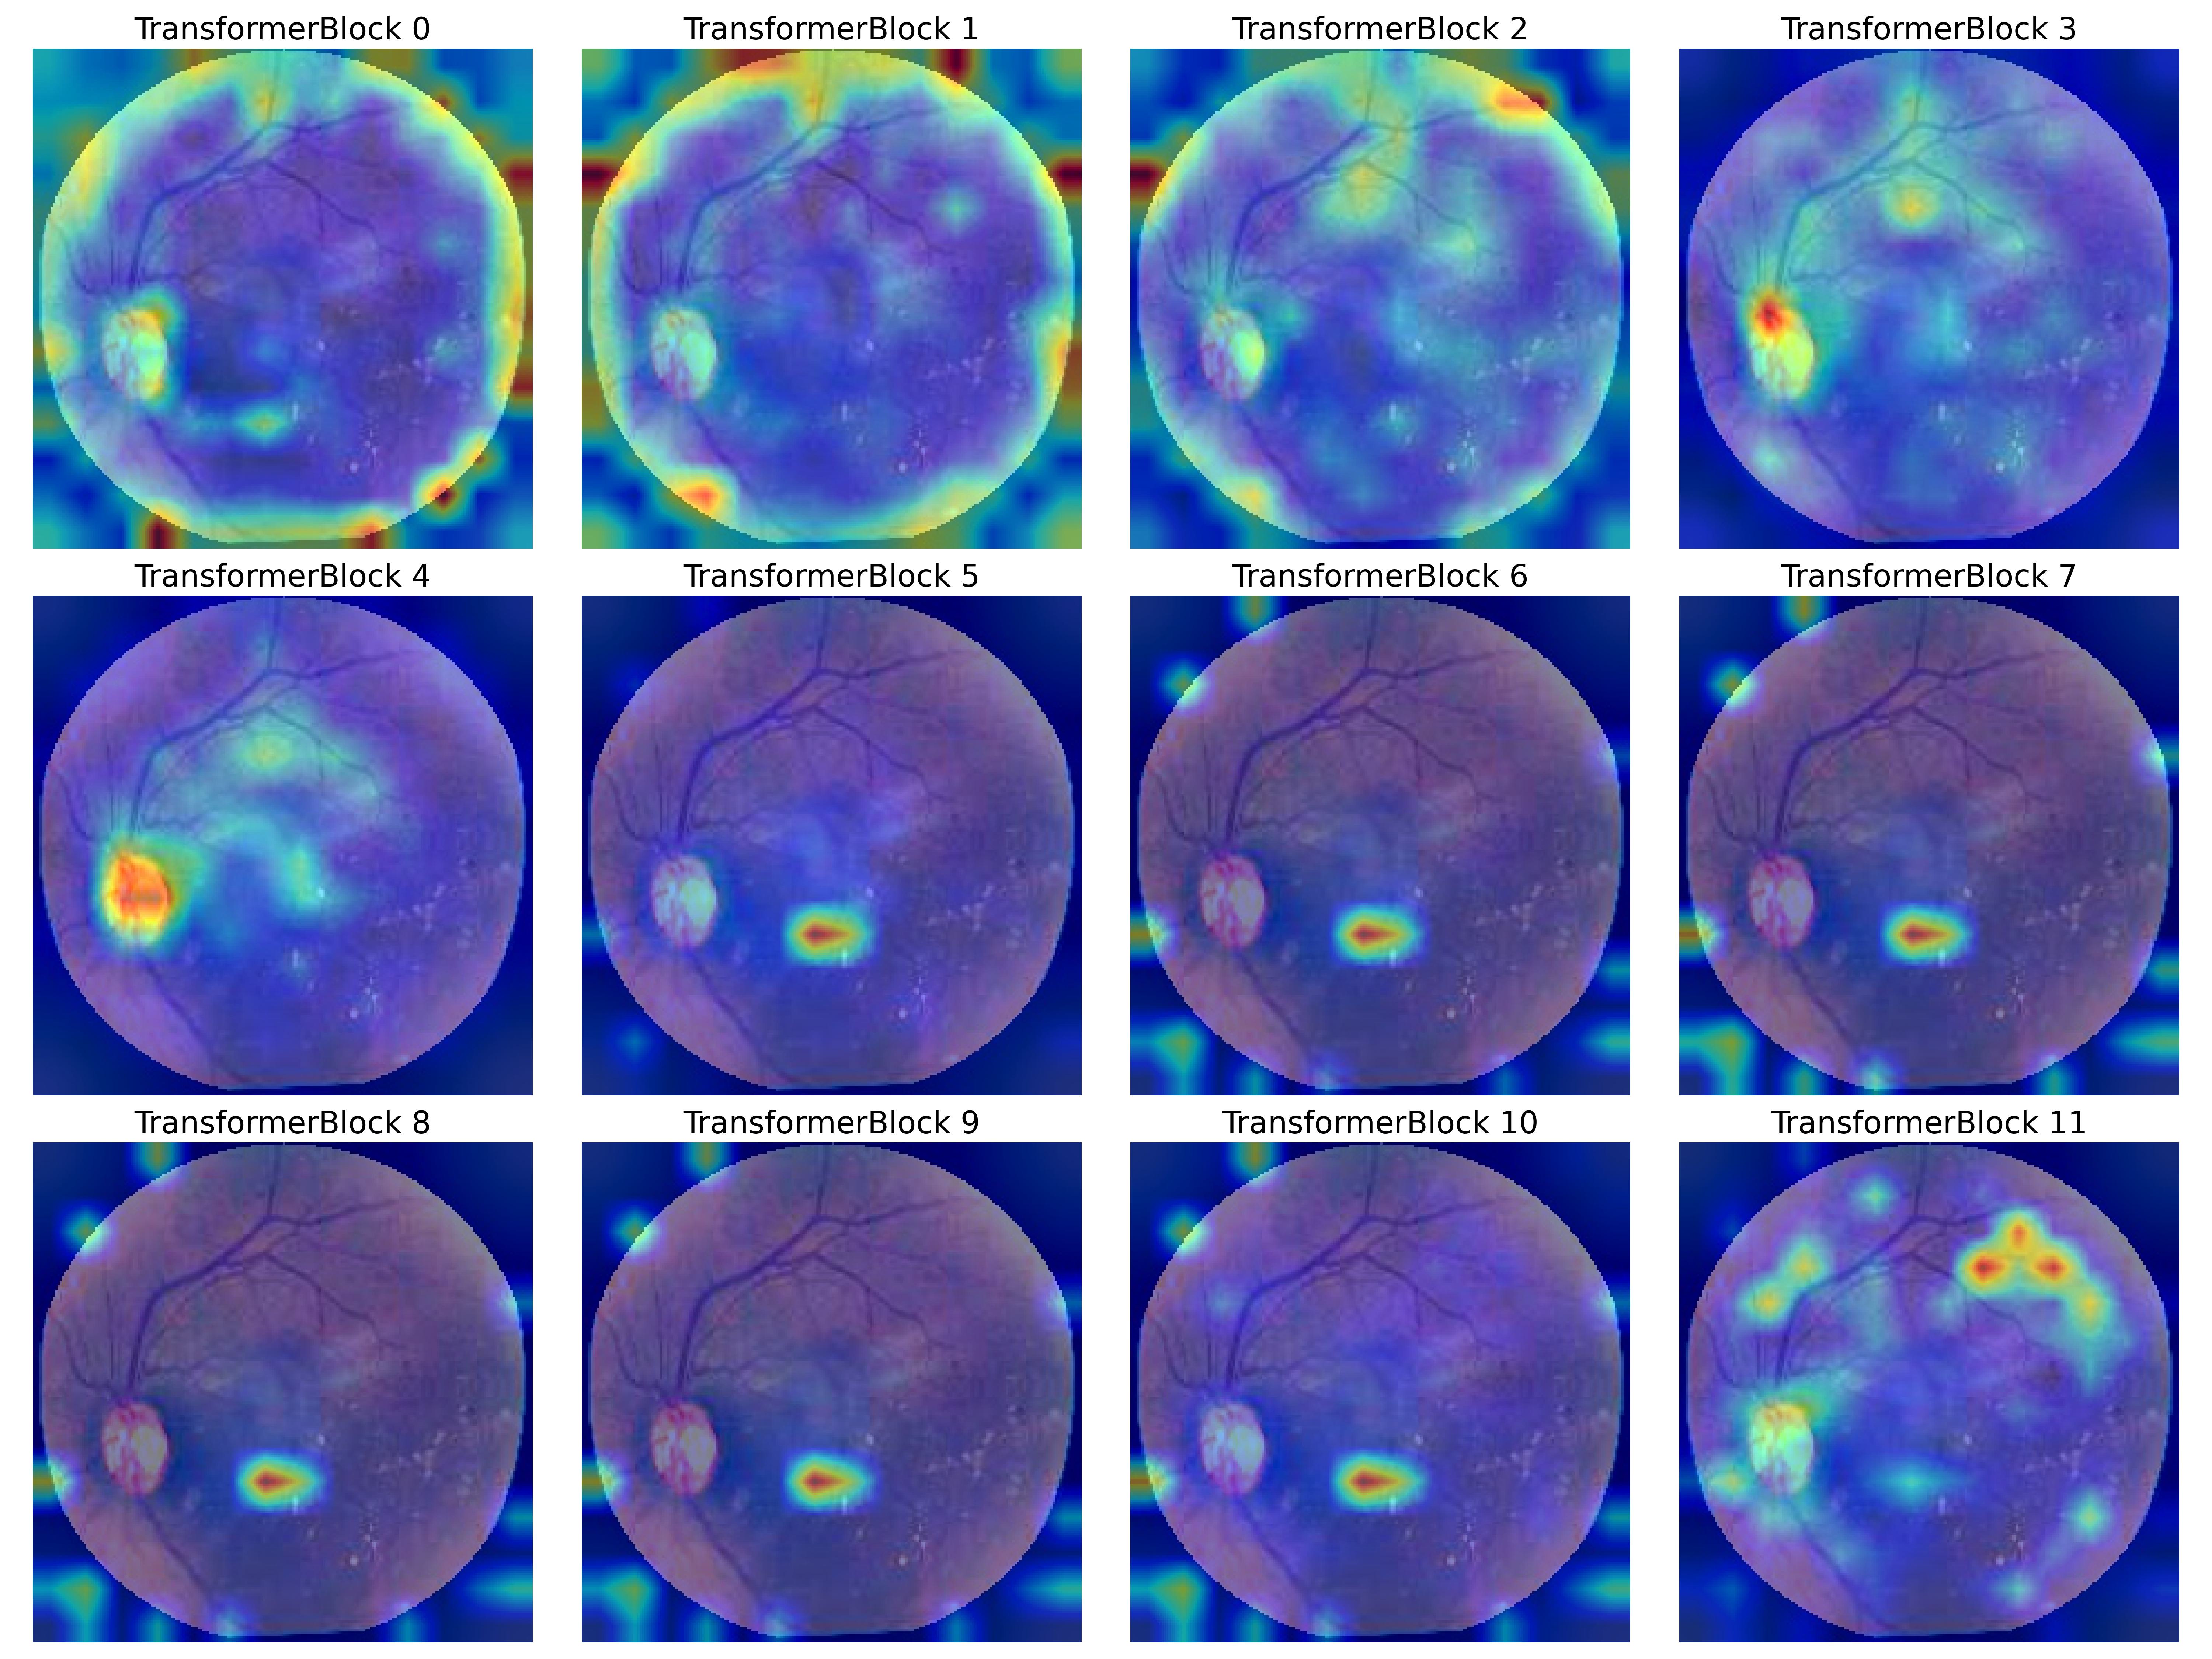 TransformerBlock 0
TransformerBlock 1
TransformerBlock 2
TransformerBlock 3
TransformerBlock 4
TransformerBlock 5
TransformerBlock 6
TransformerBlock 7
TransformerBlock 8
TransformerBlock 9
TransformerBlock 10
TransformerBlock 11